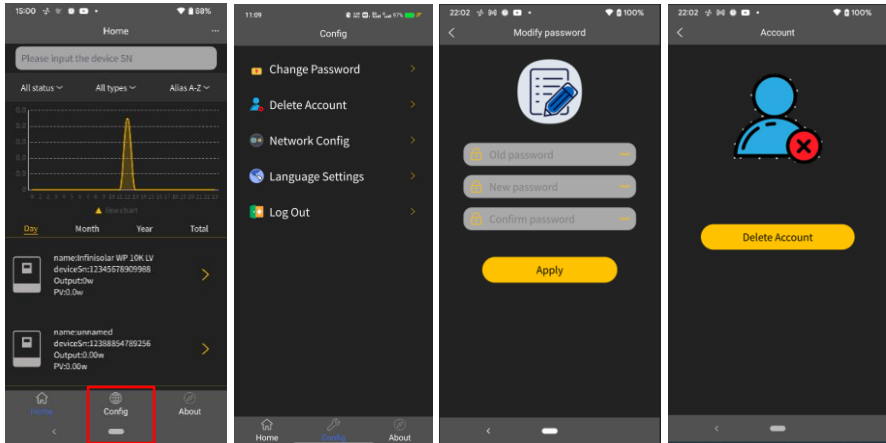 15:00
88%
Home
Please input the device SN
All status
All types
Alias A-Z
line chart
Day
Month
Year
Total
name:Infinisolar WP 10K LV
deviceSn:12345678909988
Output:0w
PV:0.0w
name:unnamed
deviceSn:12388854789256
Output:0.00w
PV:0.00w
Home
Config
About
11:09
97%
Config
Change Password
Delete Account
Network Config
Language Settings
Log Out
Home
Config
About
22:02
100%
Modify password
Old password
New password
Confirm password
Apply
22:02
100%
Account
Delete Account